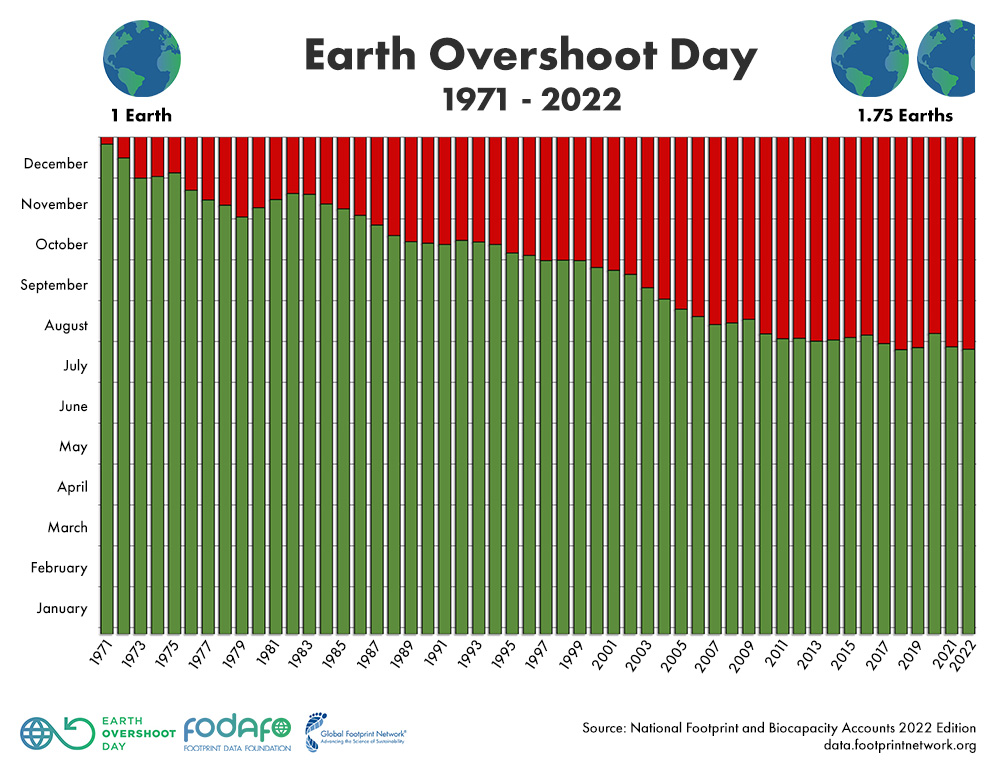 Earth Overshoot Day
1971 - 2022
1 Earth
1.75 Earths
December
November
October
September
August
July
June
May
April
March
February
January
1971 1973 1975 1977 1979 1981 1983 1985 1987 1989 1991 1993 1995 1997 1999 2001 2003 2005 2007 2009 2011 2013 2015 2017 2019 2021 2022
EARTH
OVERSHOOT
DAY
FODAFO
FOOTPRINT DATA FOUNDATION
Global Footprint Network®
Advancing the Science of Sustainability
Source: National Footprint and Biocapacity Accounts 2022 Edition
data.footprintnetwork.org